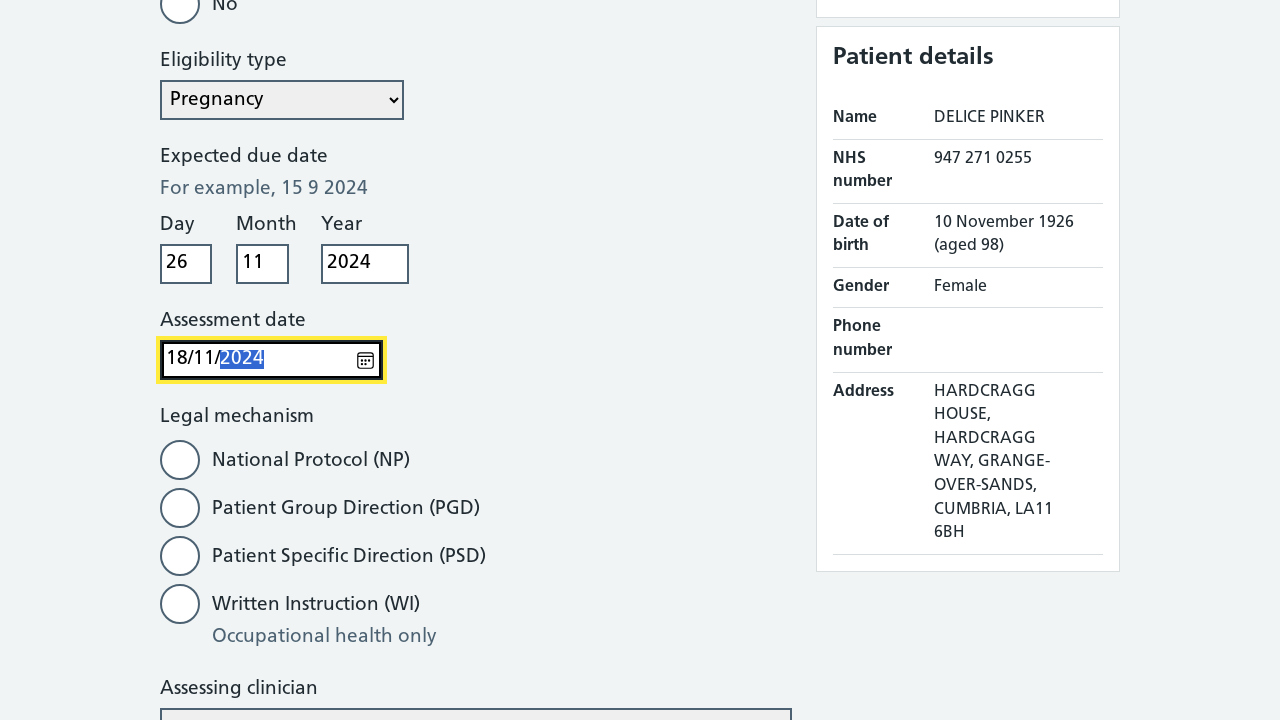 No
Eligibility type
Pregnancy
Expected due date
For example, 15 9 2024
Day Month Year
26 11 2024
Assessment date
18/11/2024
Legal mechanism
National Protocol (NP)
Patient Group Direction (PGD)
Patient Specific Direction (PSD)
Written Instruction (WI)
Occupational health only
Assessing clinician
Patient details
Name DELICE PINKER
NHS number 947 271 0255
Date of birth 10 November 1926 (aged 98)
Gender Female
Phone number
Address HARDCRAGG
HOUSE,
HARDCRAGG
WAY, GRANGE-
OVER-SANDS,
CUMBRIA, LA11
6BH